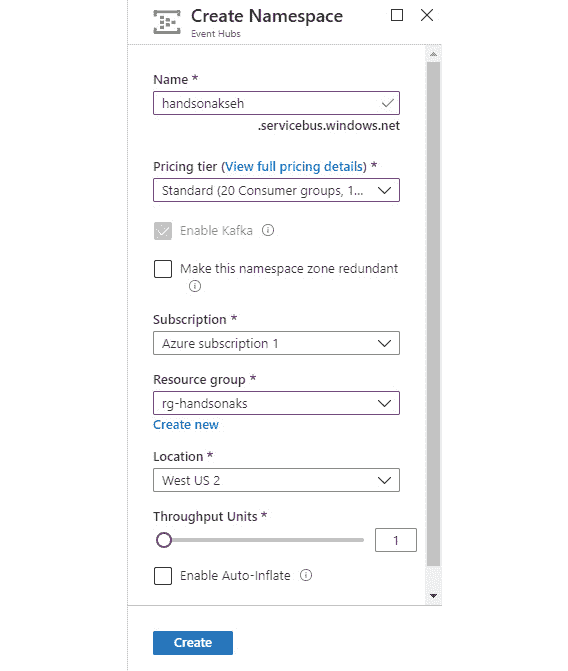 Create Namespace
Event Hubs
Name *
handsonakseh
.servicebus.windows.net
Pricing tier (View full pricing details) *
Standard (20 Consumer groups, 1...
Enable Kafka
Make this namespace zone redundant
Subscription *
Azure subscription 1
Resource group *
rg-handsonaks
Create new
Location *
West US 2
Throughput Units *
1
Enable Auto-Inflate
Create